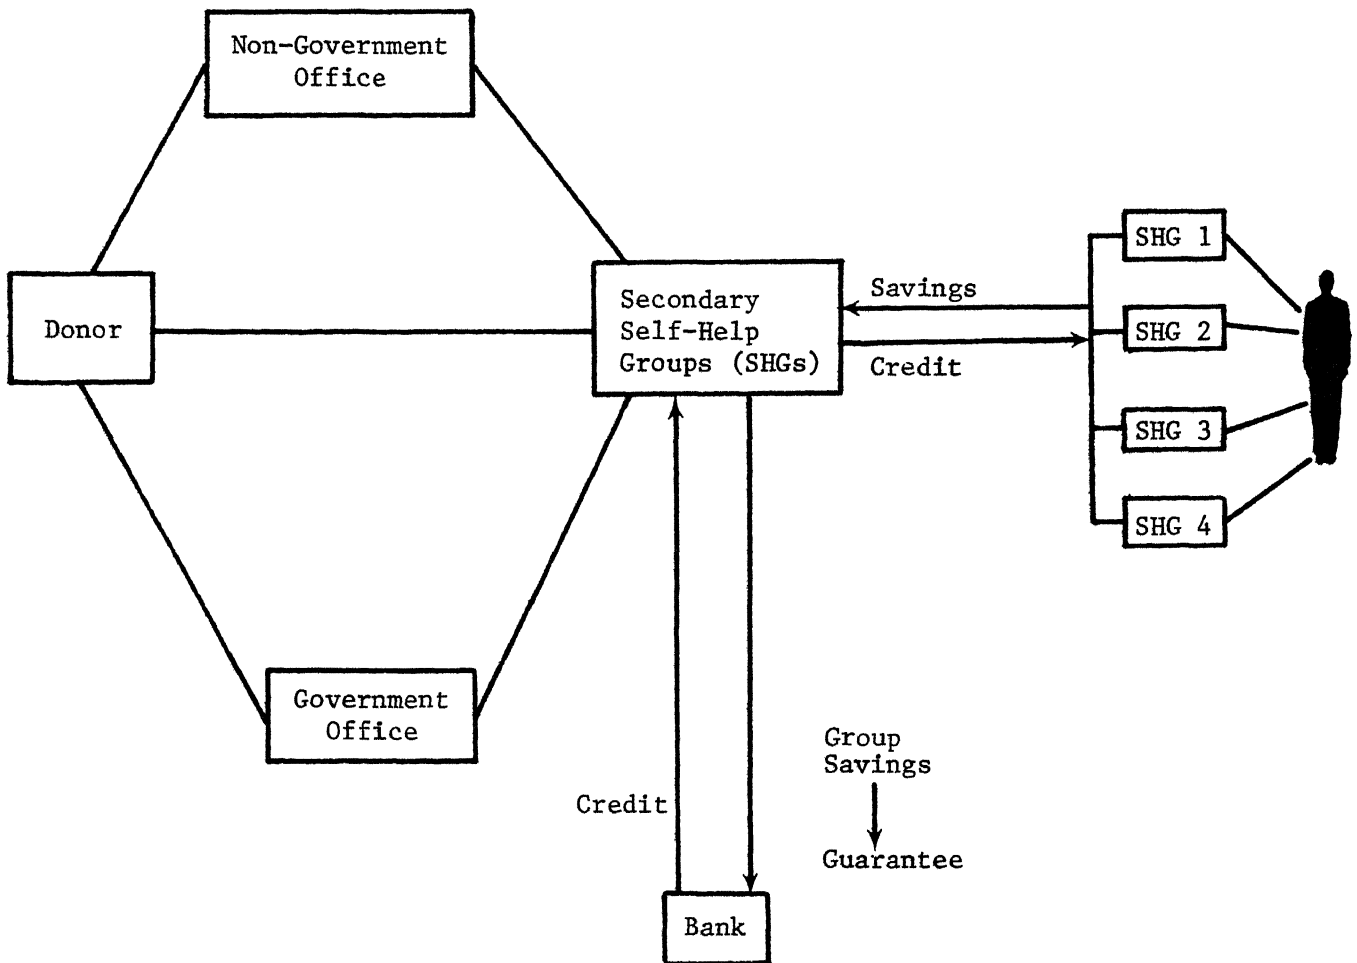 Non-Government
Office
Donor
Secondary
Self-Help
Groups (SHGs)
Savings
Credit
SHG 1
SHG 2
SHG 3
SHG 4
Government
Office
Credit
Group
Savings
Guarantee
Bank